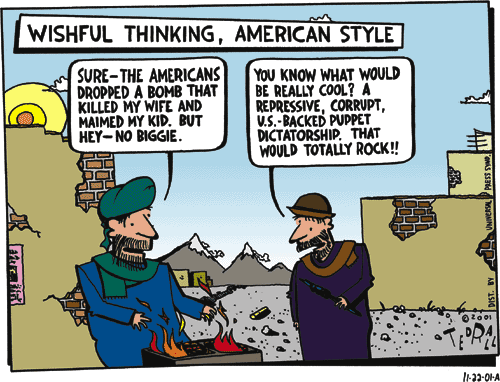 WISHFUL THINKING, AMERICAN STYLE
SURE—THE AMERICANS
DROPPED A BOMB THAT
KILLED MY WIFE AND
MAIMED MY KID. BUT
HEY—NO BIGGIE.
YOU KNOW WHAT WOULD
BE REALLY COOL? A
REPRESSIVE, CORRUPT,
U.S.-BACKED PUPPET
DICTATORSHIP. THAT
WOULD TOTALLY ROCK!!
DIST. BY UNIVERSAL PRESS SYND.
©2001
TED RALL
11-22-01-A